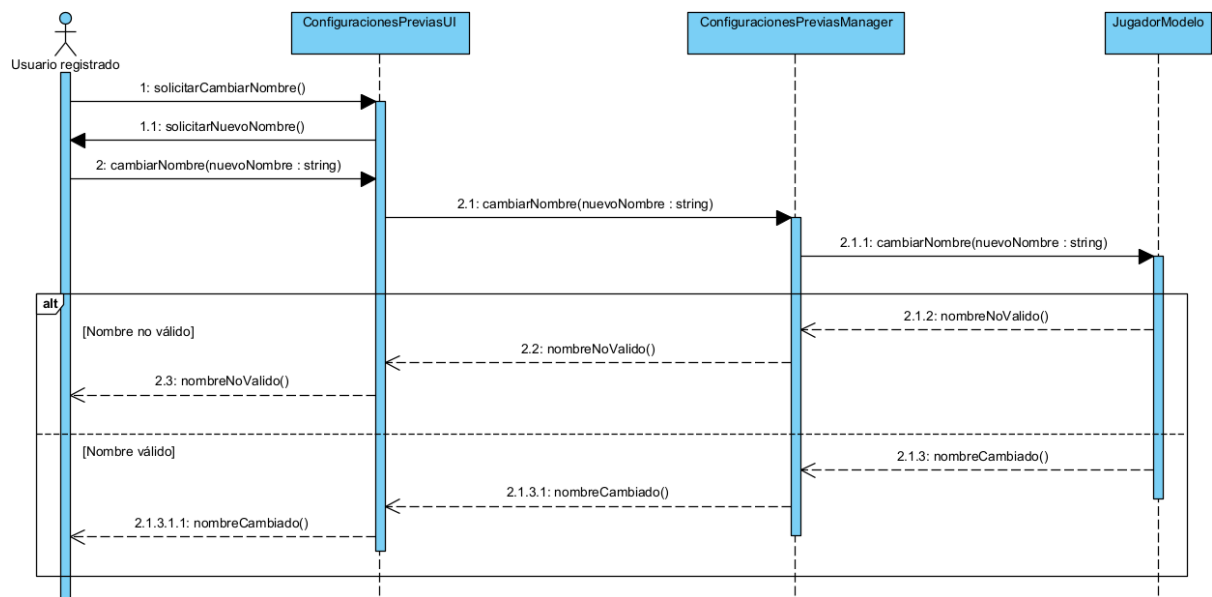 ConfiguracionesPreviasUI
ConfiguracionesPreviasManager
JugadorModelo
Usuario registrado
1: solicitarCambiarNombre()
1.1: solicitarNuevoNombre()
2: cambiarNombre(nuevoNombre : string)
2.1: cambiarNombre(nuevoNombre : string)
2.1.1: cambiarNombre(nuevoNombre : string)
alt
[Nombre no válido]
2.1.2: nombreNoValido()
2.2: nombreNoValido()
2.3: nombreNoValido()
[Nombre válido]
2.1.3: nombreCambiado()
2.1.3.1: nombreCambiado()
2.1.3.1.1: nombreCambiado()